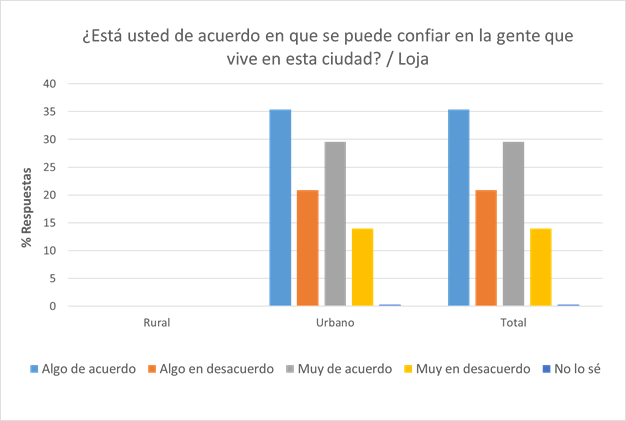 ¿Está usted de acuerdo en que se puede confiar en la gente que
vive en esta ciudad? / Loja
40
35
30
25
20
15
10
5
0
% Respuestas
Rural Urbano Total
Algo de acuerdo Algo en desacuerdo Muy de acuerdo Muy en desacuerdo No lo sé